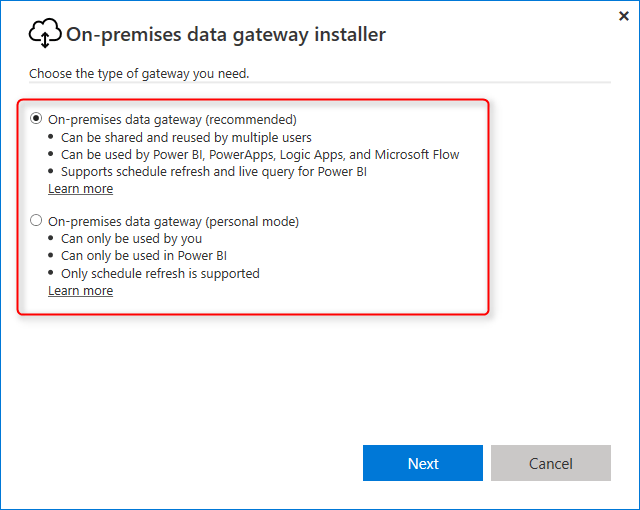 On-premises data gateway installer
Choose the type of gateway you need.
On-premises data gateway (recommended)
• Can be shared and reused by multiple users
• Can be used by Power BI, PowerApps, Logic Apps, and Microsoft Flow
• Supports schedule refresh and live query for Power BI
Learn more
On-premises data gateway (personal mode)
• Can only be used by you
• Can only be used in Power BI
• Only schedule refresh is supported
Learn more
Next
Cancel